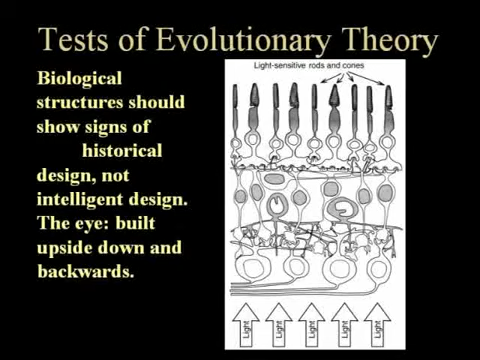 Tests of Evolutionary Theory
Biological
structures should
show signs of
historical
design, not
intelligent design.
The eye: built
upside down and
backwards.
Light-sensitive rods and cones
Light
Light
Light
Light
Light